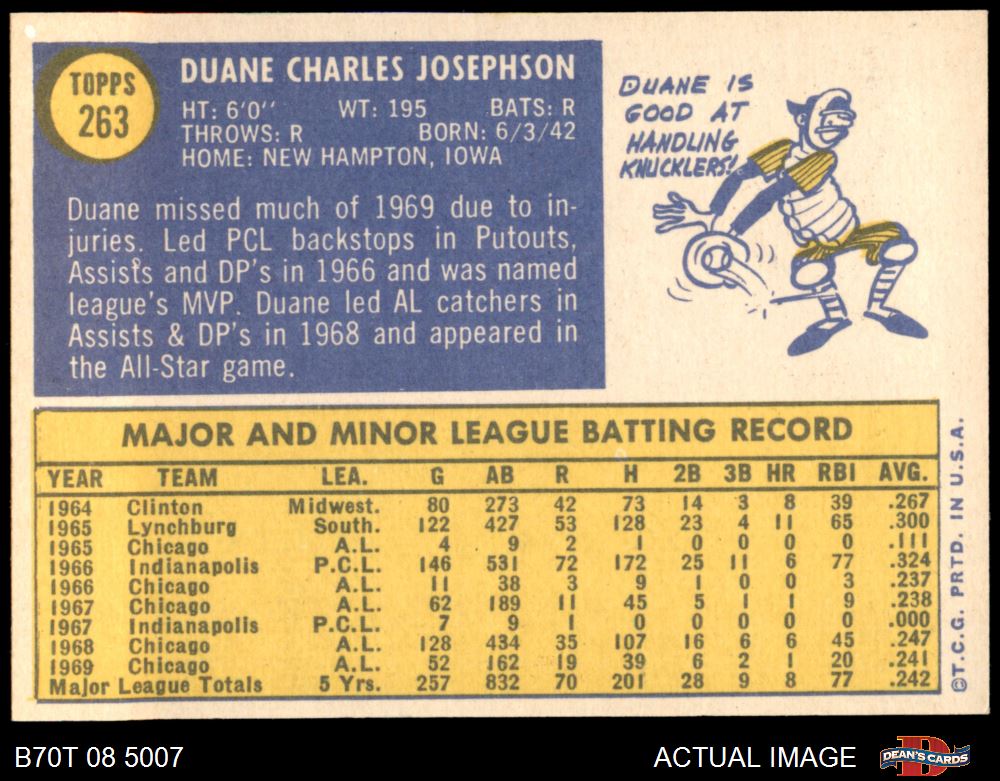 TOPPS
263
DUANE CHARLES JOSEPHSON
HT: 6'0'' WT: 195 BATS: R
THROWS: R BORN: 6/3/42
HOME: NEW HAMPTON, IOWA
Duane missed much of 1969 due to in-
juries. Led PCL backstops in Putouts,
Assists and DP's in 1966 and was named
league's MVP. Duane led AL catchers in
Assists & DP's in 1968 and appeared in
the All-Star game.
DUANE IS
GOOD AT
HANDLING
KNUCKLERS!
MAJOR AND MINOR LEAGUE BATTING RECORD
YEAR TEAM LEA. G AB R H 2B 3B HR RBI AVG.
1964 Clinton Midwest. 80 273 42 73 14 3 8 39 .267
1965 Lynchburg South. 122 427 53 128 23 4 11 65 .300
1965 Chicago A.L. 4 9 2 1 0 0 0 0 .111
1966 Indianapolis P.C.L. 146 531 72 172 25 11 6 77 .324
1966 Chicago A.L. 11 38 3 9 1 0 0 3 .237
1967 Chicago A.L. 62 189 11 45 5 1 1 9 .238
1967 Indianapolis P.C.L. 7 9 1 0 0 0 0 0 .000
1968 Chicago A.L. 128 434 35 107 16 6 6 45 .247
1969 Chicago A.L. 52 162 19 39 6 2 1 20 .241
Major League Totals 5 Yrs. 257 832 70 201 28 9 8 77 .242
©T.C.G. PRTD. IN U.S.A.
B70T 08 5007
ACTUAL IMAGE
D
DEAN'S CARDS